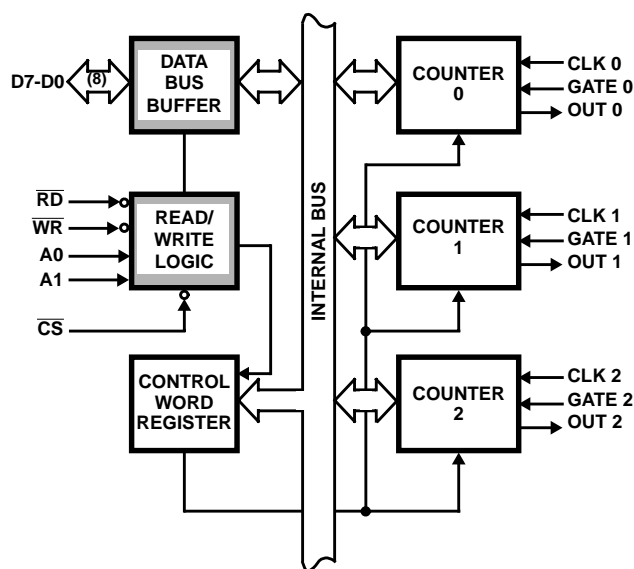 D7-D0
(8)
DATA
BUS
BUFFER
RD
WR
A0
A1
CS
READ/
WRITE
LOGIC
CONTROL
WORD
REGISTER
INTERNAL BUS
COUNTER
0
CLK 0
GATE 0
OUT 0
COUNTER
1
CLK 1
GATE 1
OUT 1
COUNTER
2
CLK 2
GATE 2
OUT 2